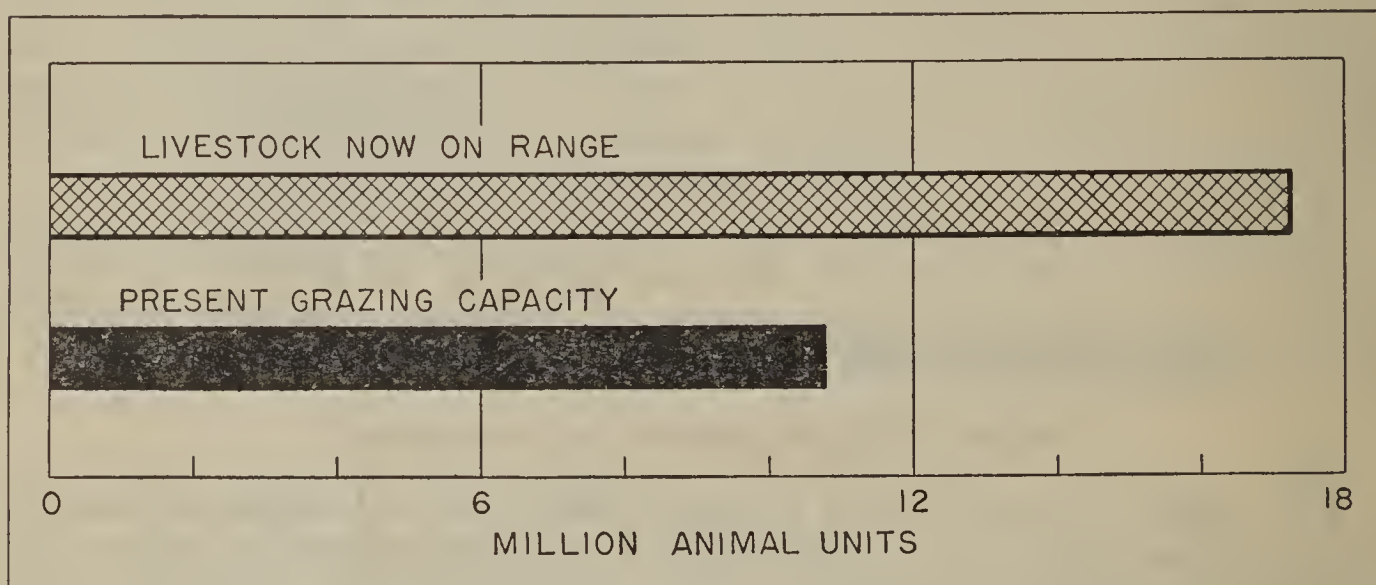 LIVESTOCK NOW ON RANGE
PRESENT GRAZING CAPACITY
0 6 12 18
MILLION ANIMAL UNITS